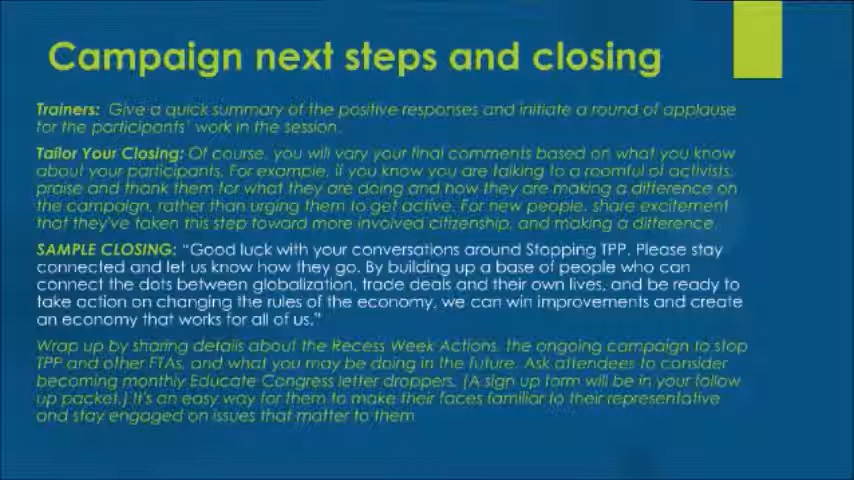 Campaign next steps and closing
Trainers: Give a quick summary of the positive responses and initiate a round of applause
for the participants' work in the session.
Tailor Your Closing: Of course, you will vary your final comments based on what you know
about your participants. For example, if you know you are talking to a roomful of activists,
praise and thank them for what they are doing and how they are making a difference on
the campaign, rather than urging them to get active. For new people, share excitement
that they've taken this step toward more involved citizenship, and making a difference.
SAMPLE CLOSING: "Good luck with your conversations around Stopping TPP. Please stay
connected and let us know how they go. By building up a base of people who can
connect the dots between globalization, trade deals and their own lives, and be ready to
take action on changing the rules of the economy, we can win improvements and create
an economy that works for all of us."
Wrap up by sharing details about the Recess Week Actions, the ongoing campaign to stop
TPP and other FTAs, and what you may be doing in the future. Ask attendees to consider
becoming monthly Educate Congress letter droppers. (A sign up form will be in your follow
up packet.) It's an easy way for them to make their faces familiar to their representative
and stay engaged on issues that matter to them